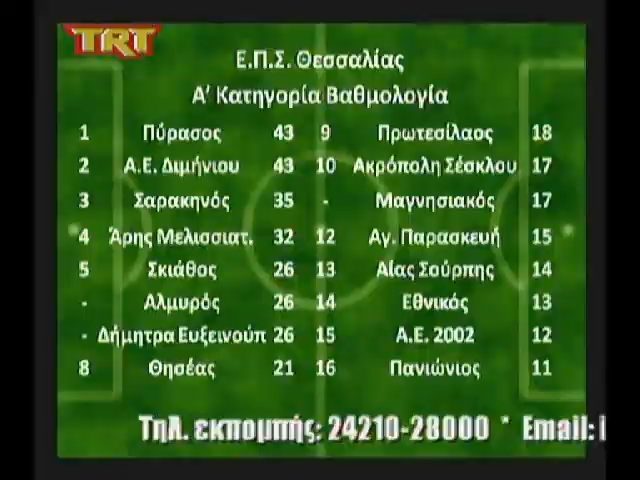 TRT
Ε.Π.Σ. Θεσσαλίας
Α' Κατηγορία Βαθμολογία
1 Πύρασος 43 9 Πρωτεσίλαος 18
2 Α.Ε. Διμήνιου 43 10 Ακρόπολη Σέσκλου 17
3 Σαρακηνός 35 - Μαγνησιακός 17
4 Άρης Μελισσιατ. 32 12 Αγ. Παρασκευή 15
5 Σκιάθος 26 13 Αίας Σούρπης 14
- Αλμυρός 26 14 Εθνικός 13
- Δήμητρα Ευξεινούπ 26 15 Α.Ε. 2002 12
8 Θησέας 21 16 Πανιώνιος 11
Τηλ. εκπομπής: 24210-28000 * Email: